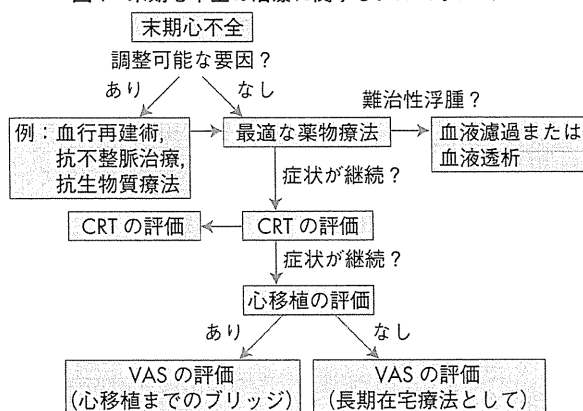 末期心不全
調整可能な要因？
あり
なし
難治性浮腫？
例：血行再建術，
抗不整脈治療，
抗生物質療法
最適な薬物療法
血液濾過または
血液透析
症状が継続？
CRT の評価
CRT の評価
症状が継続？
心移植の評価
あり
なし
VAS の評価
（心移植までのブリッジ）
VAS の評価
（長期在宅療法として）